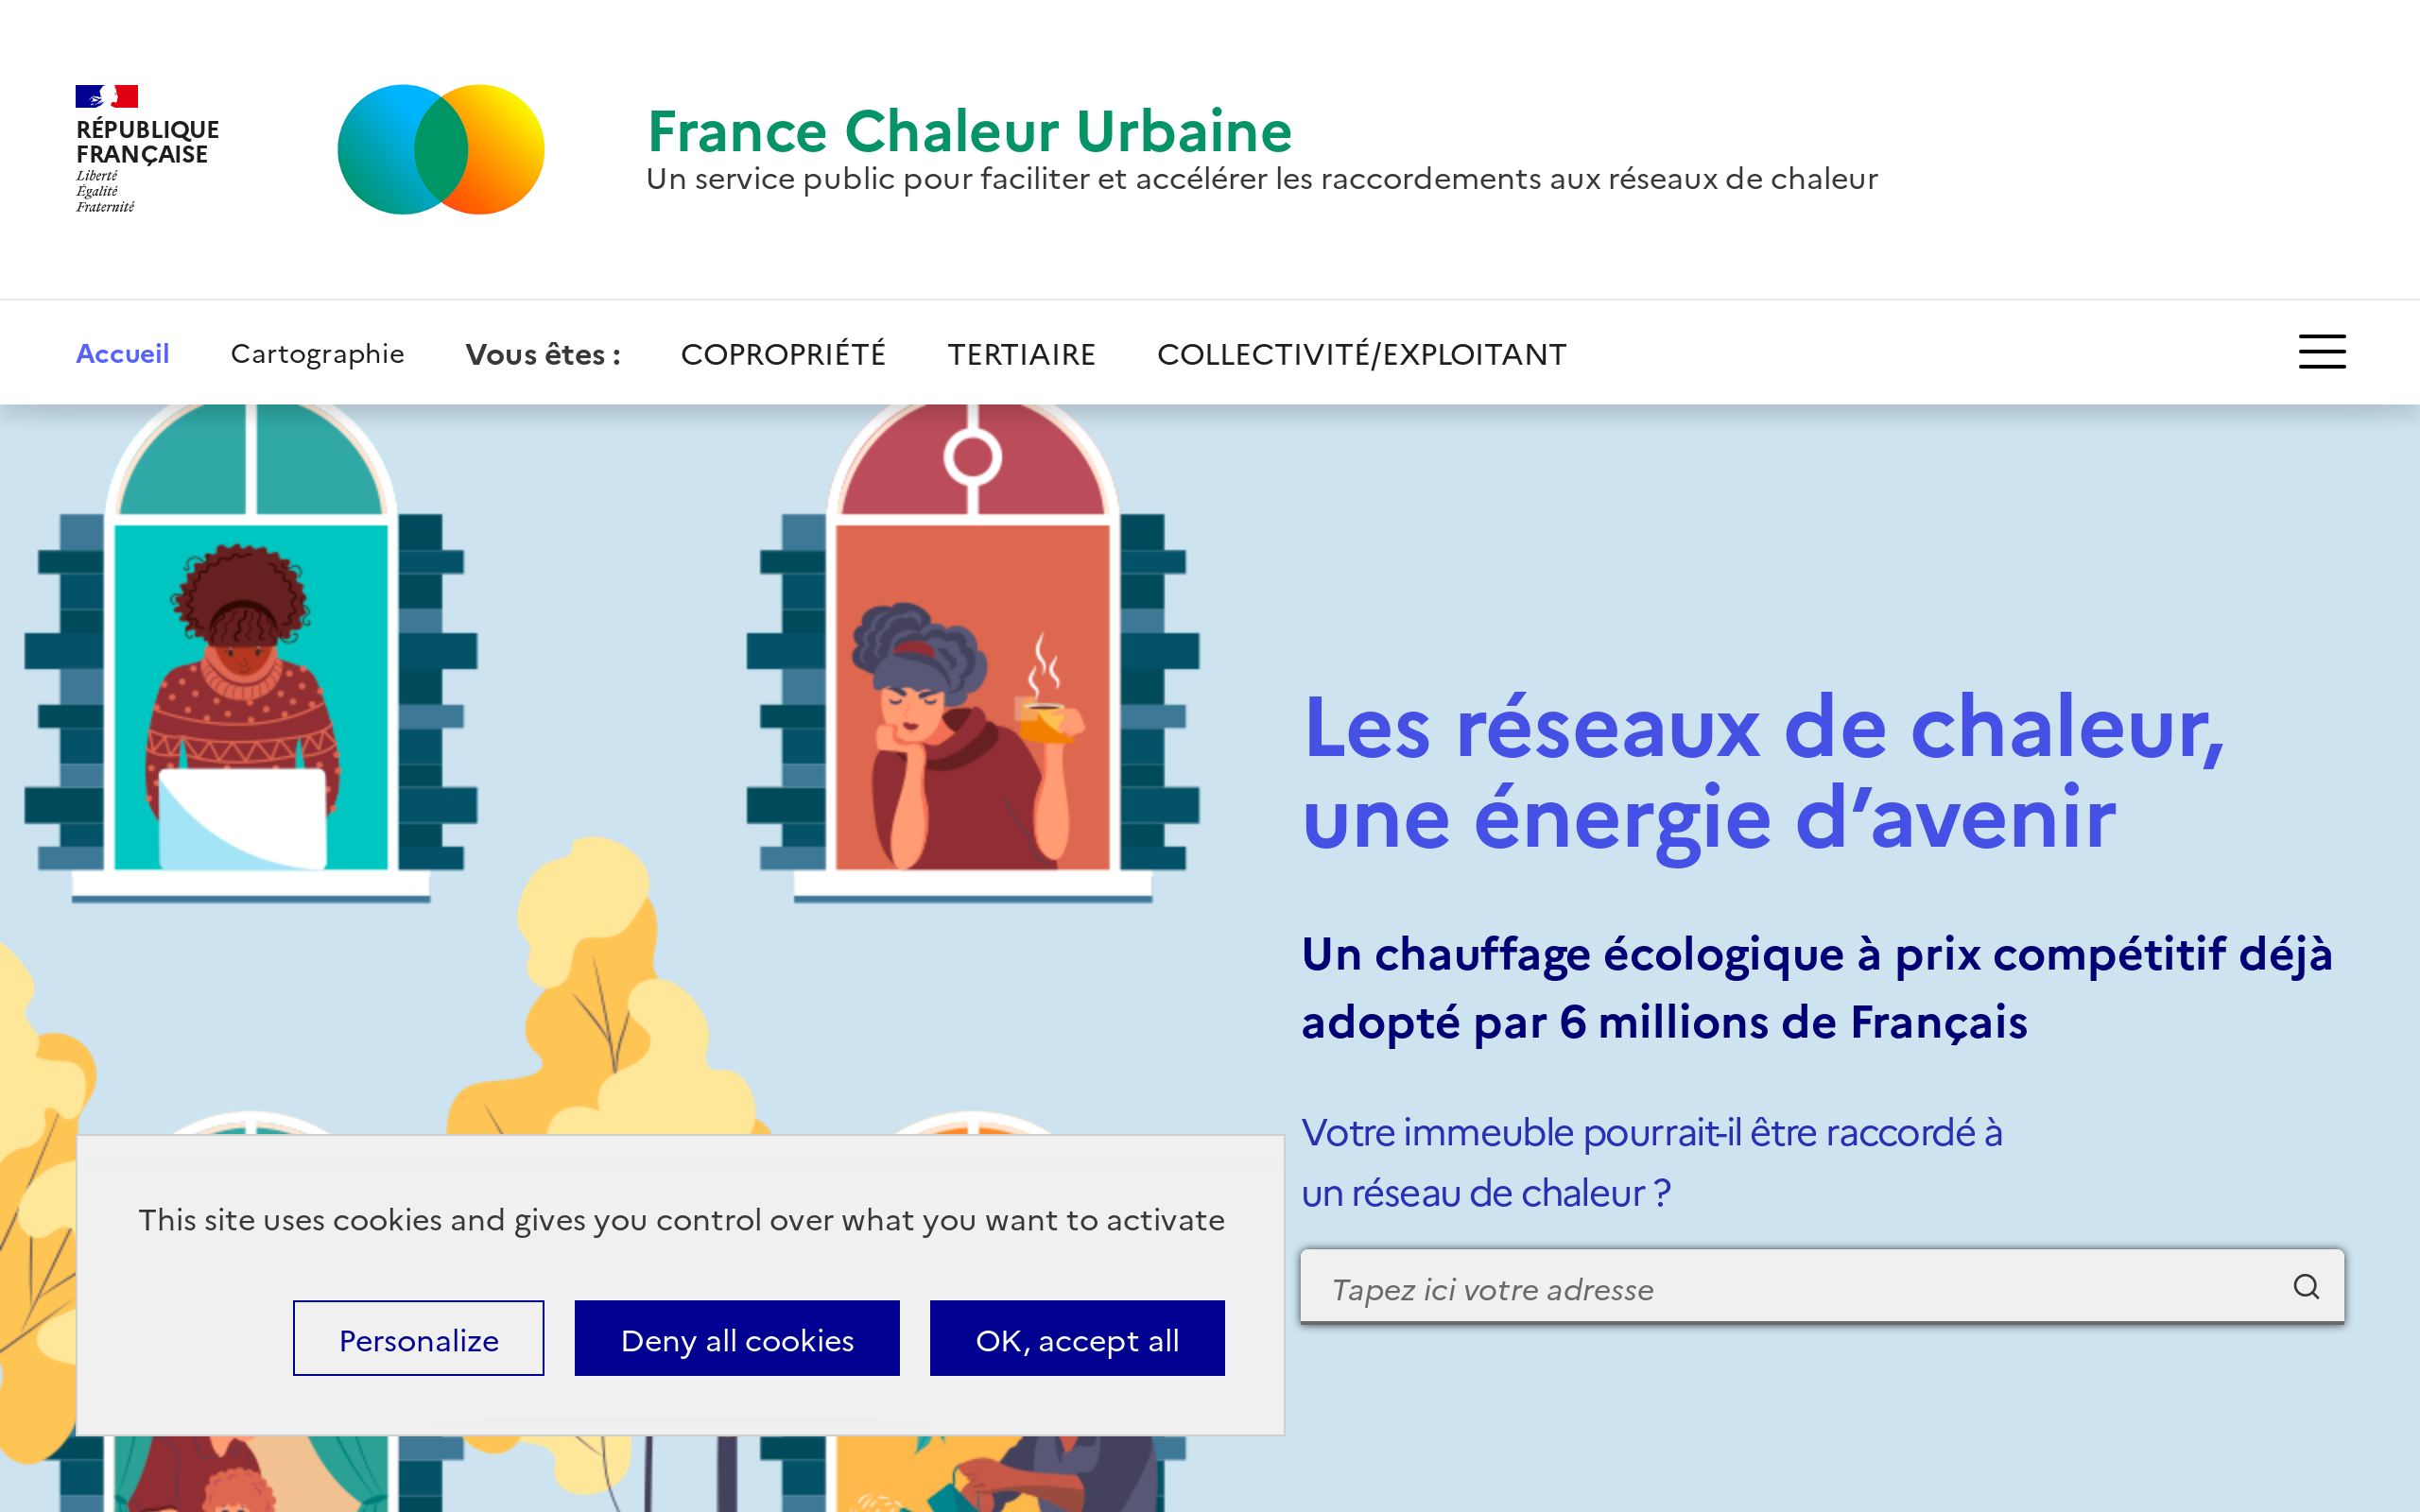 RÉPUBLIQUE
FRANÇAISE
Liberté
Égalité
Fraternité
France Chaleur Urbaine
Un service public pour faciliter et accélérer les raccordements aux réseaux de chaleur
Accueil
Cartographie
Vous êtes :
COPROPRIÉTÉ
TERTIAIRE
COLLECTIVITÉ/EXPLOITANT
Les réseaux de chaleur,
une énergie d’avenir
Un chauffage écologique à prix compétitif déjà
adopté par 6 millions de Français
Votre immeuble pourrait-il être raccordé à
un réseau de chaleur ?
Tapez ici votre adresse
This site uses cookies and gives you control over what you want to activate
Personalize
Deny all cookies
OK, accept all